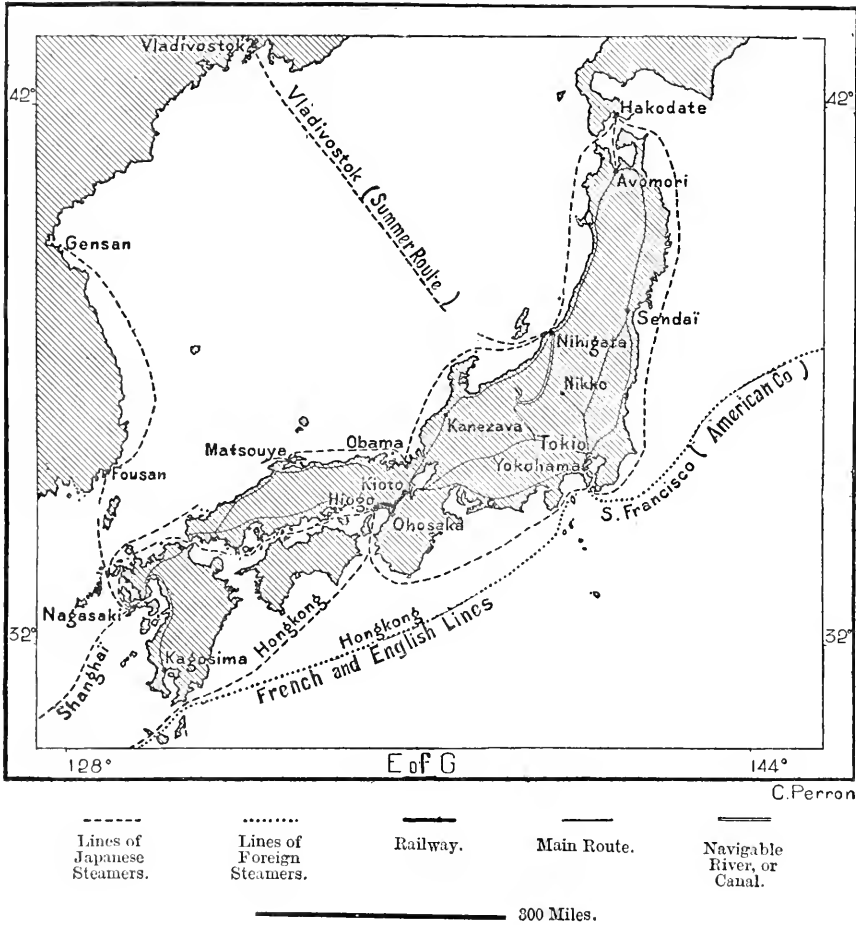 Vladivostok
42°
42°
Hakodate
Vladivostok (Summer Route)
Avomori
Gensan
Sendaï
Nihigata
Nikko
Kanezava
S. Francisco (American Co)
Matsouye
Obama
Tokio
Yokohama
Fousan
Kioto
Hiogo
Ohosaka
Nagasaki
32°
32°
Hongkong
Hongkong
French and English Lines
Kagosima
Shanghai
128°
E of G
144°
C. Perron
Lines of
Japanese
Steamers.
Lines of
Foreign
Steamers.
Railway.
Main Route.
Navigable
River, or
Canal.
300 Miles.